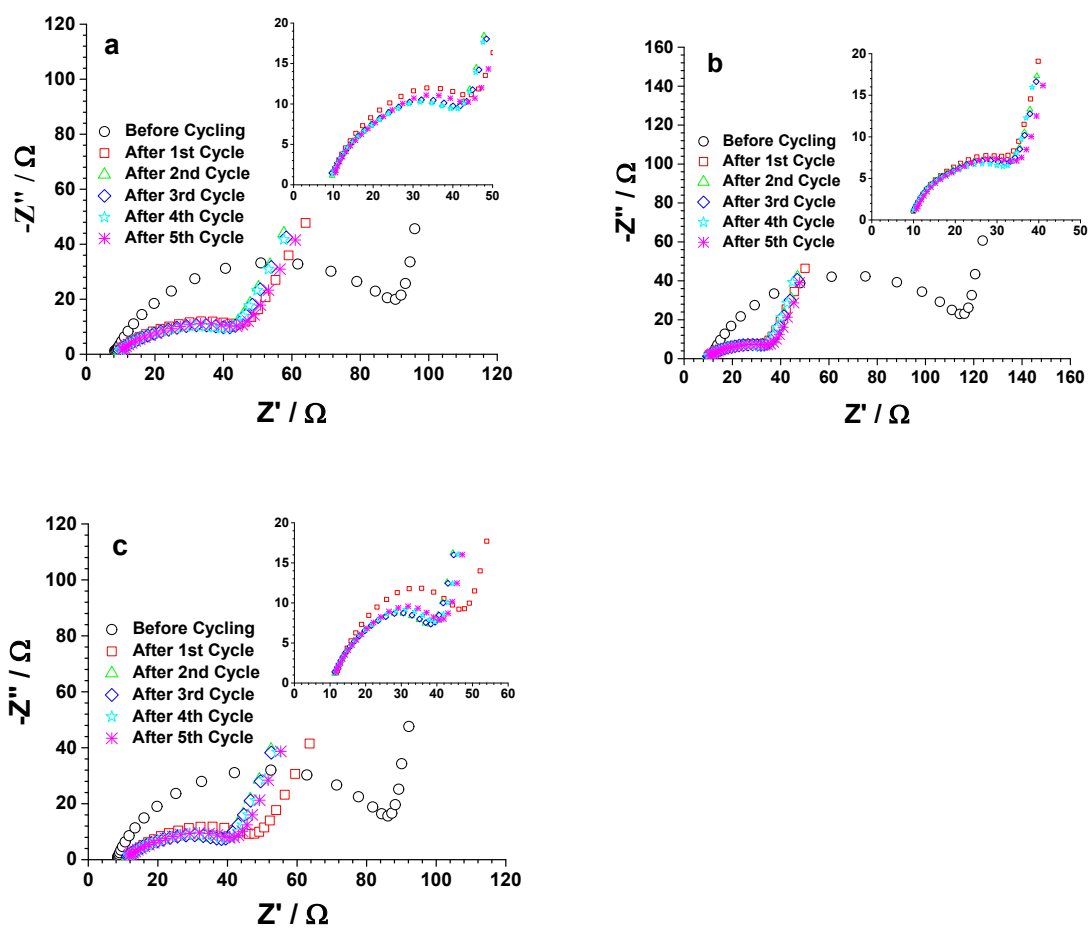 a
-Z'' / Ω
120
100
80
60
40
20
0
0 20 40 60 80 100 120
Z' / Ω
Before Cycling
After 1st Cycle
After 2nd Cycle
After 3rd Cycle
After 4th Cycle
After 5th Cycle
20
15
10
5
0
0 10 20 30 40 50
b
-Z'' / Ω
160
140
120
100
80
60
40
20
0
0 20 40 60 80 100 120 140 160
Z' / Ω
Before Cycling
After 1st Cycle
After 2nd Cycle
After 3rd Cycle
After 4th Cycle
After 5th Cycle
20
15
10
5
0
0 10 20 30 40 50
c
-Z'' / Ω
120
100
80
60
40
20
0
0 20 40 60 80 100 120
Z' / Ω
Before Cycling
After 1st Cycle
After 2nd Cycle
After 3rd Cycle
After 4th Cycle
After 5th Cycle
20
15
10
5
0
0 10 20 30 40 50 60